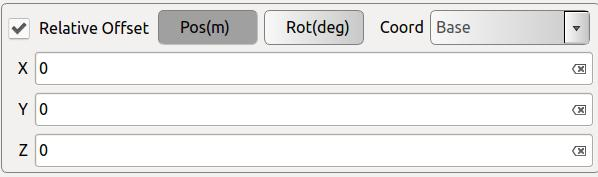 Relative Offset Pos(m) Rot(deg) Coord Base
X 0
Y 0
Z 0